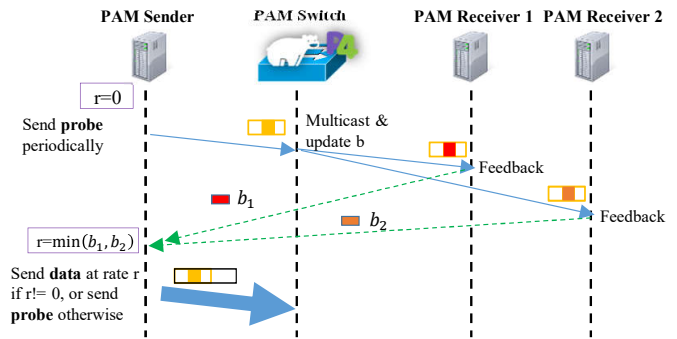 PAM Sender
PAM Switch
PAM Receiver 1
PAM Receiver 2
P4
r=0
Send probe
periodically
Multicast &
update b
Feedback
Feedback
b₁
b₂
r=min(b₁,b₂)
Send data at rate r
if r!= 0, or send
probe otherwise